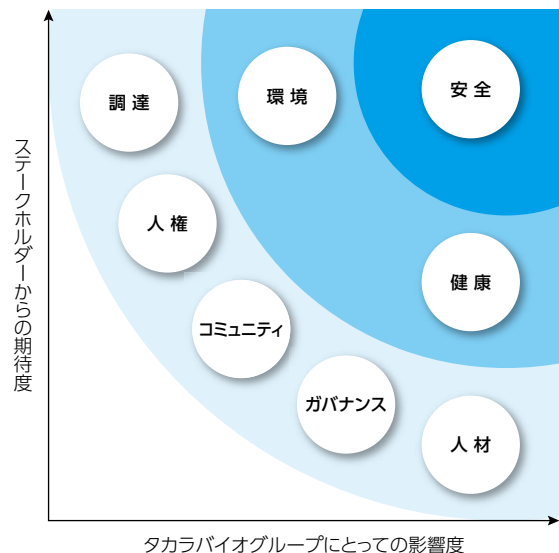 ステークホルダーからの期待度
調達
環境
安全
人権
健康
コミュニティ
ガバナンス
人材
タカラバイオグループにとっての影響度